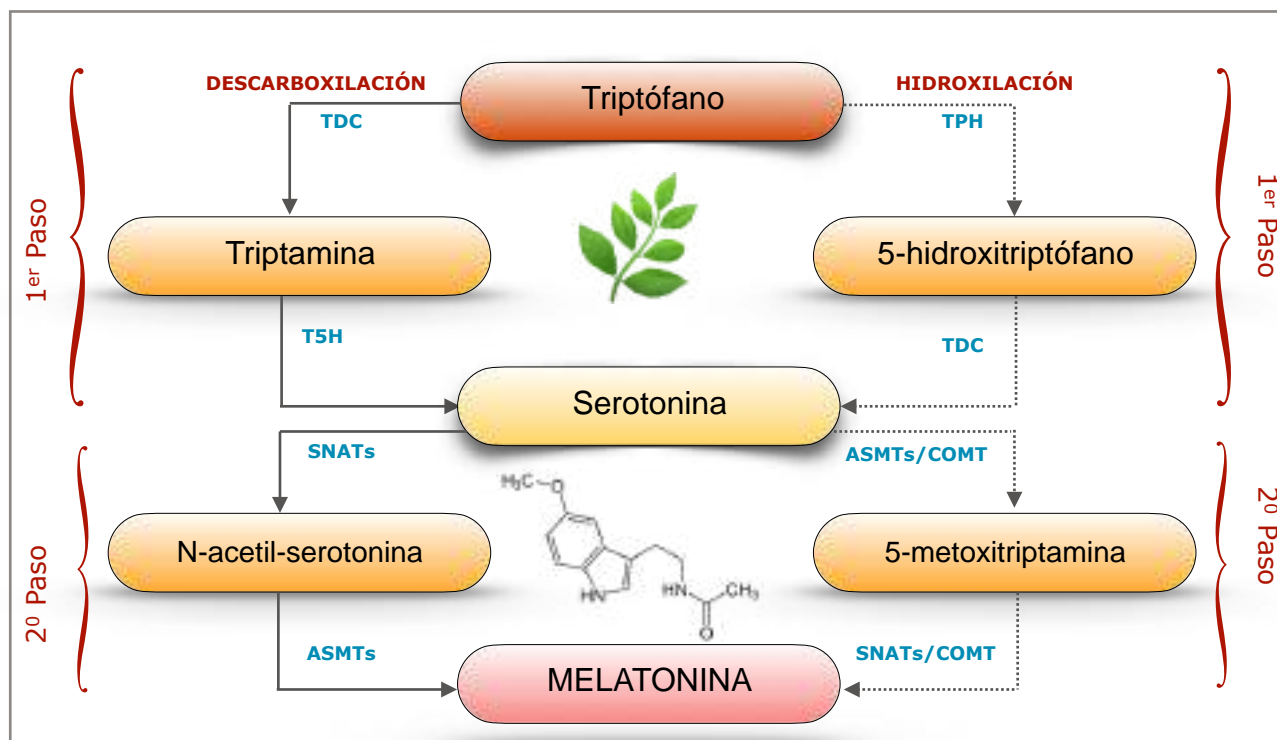 DESCARBOXILACIÓN
Triptófano
HIDROXILACIÓN
TDC
TPH
1er Paso
1er Paso
Triptamina
5-hidroxitriptófano
T5H
TDC
Serotonina
SNATs
ASMTs/COMT
H₃C
O
N-acetil-serotonina
5-metoxitriptamina
2º Paso
2º Paso
HN
HN
CH₃
O
ASMTs
SNATs/COMT
MELATONINA